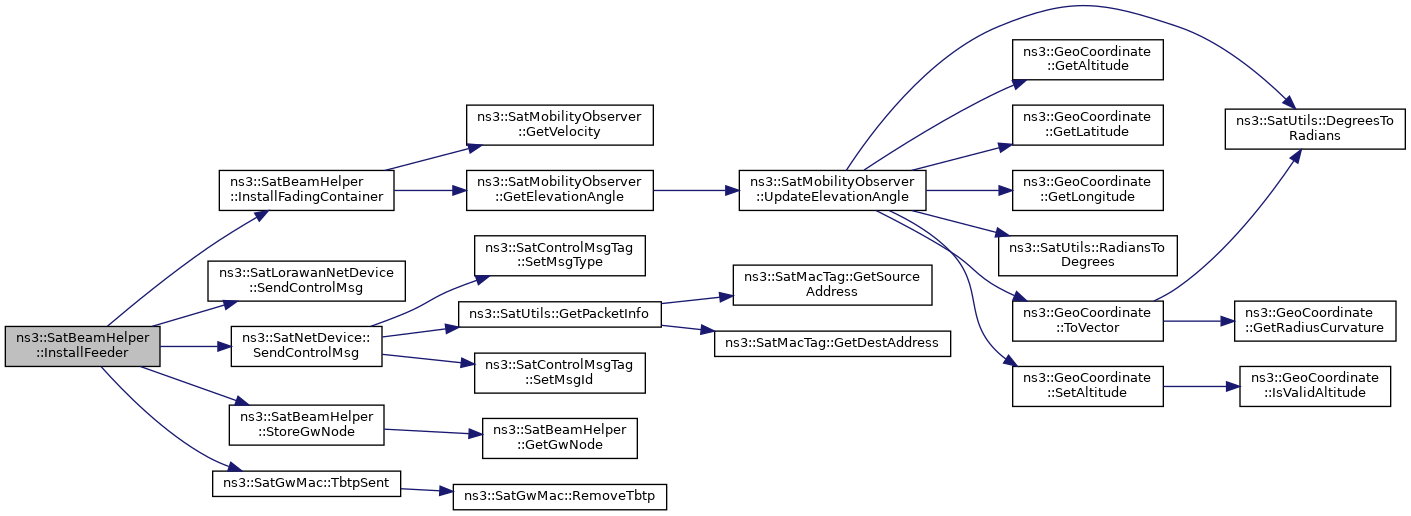 ns3::SatBeamHelper
::InstallFeeder
ns3::SatBeamHelper
::InstallFadingContainer
ns3::SatLorawanNetDevice
::SendControlMsg
ns3::SatNetDevice::
SendControlMsg
ns3::SatBeamHelper
::StoreGwNode
ns3::SatGwMac::TbtpSent
ns3::SatMobilityObserver
::GetVelocity
ns3::SatMobilityObserver
::GetElevationAngle
ns3::SatControlMsgTag
::SetMsgType
ns3::SatUtils::GetPacketInfo
ns3::SatControlMsgTag
::SetMsgId
ns3::SatBeamHelper
::GetGwNode
ns3::SatGwMac::RemoveTbtp
ns3::SatMobilityObserver
::UpdateElevationAngle
ns3::SatMacTag::GetSource
Address
ns3::SatMacTag::GetDestAddress
ns3::GeoCoordinate
::GetAltitude
ns3::GeoCoordinate
::GetLatitude
ns3::GeoCoordinate
::GetLongitude
ns3::SatUtils::RadiansTo
Degrees
ns3::GeoCoordinate
::ToVector
ns3::GeoCoordinate
::SetAltitude
ns3::SatUtils::DegreesTo
Radians
ns3::GeoCoordinate
::GetRadiusCurvature
ns3::GeoCoordinate
::IsValidAltitude